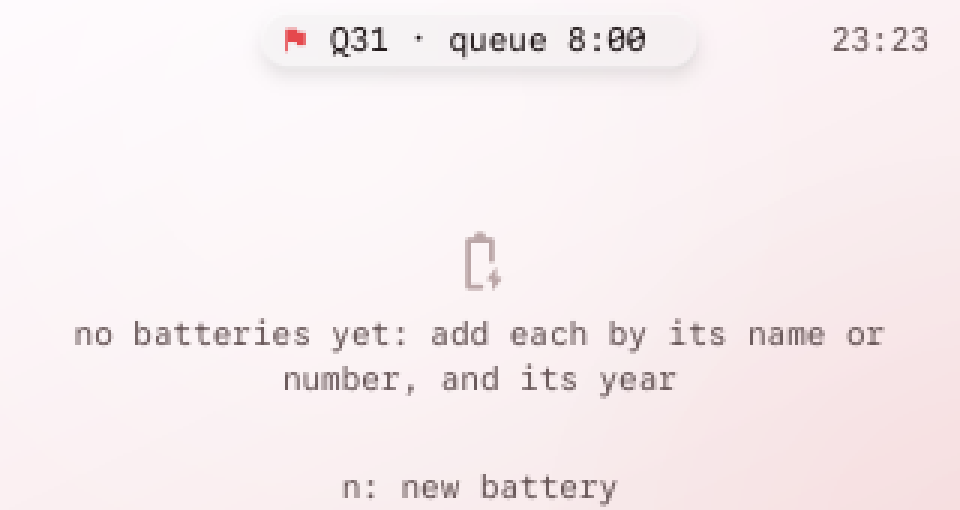 Q31 · queue 8:00
23:23
no batteries yet: add each by its name or
number, and its year
n: new battery